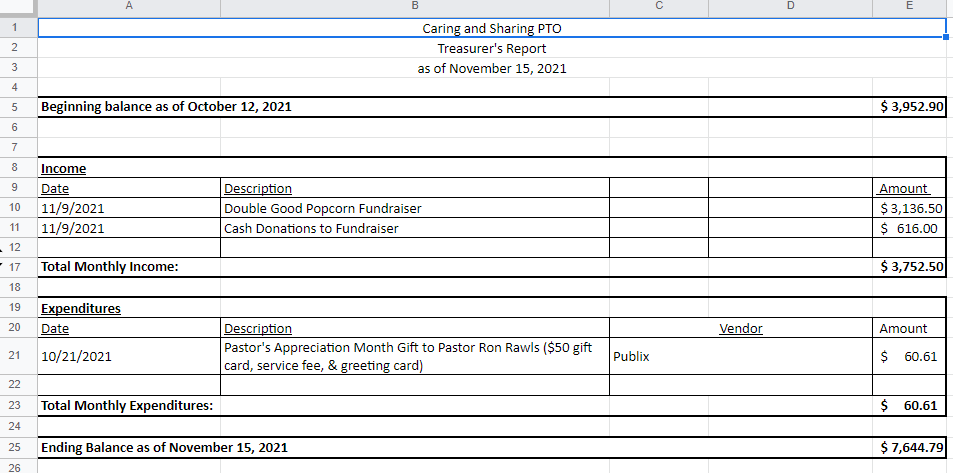 A B C D E
1 Caring and Sharing PTO
2 Treasurer's Report
3 as of November 15, 2021
4
5 Beginning balance as of October 12, 2021 $ 3,952.90
6
7
8 Income
9 Date Description Amount
10 11/9/2021 Double Good Popcorn Fundraiser $ 3,136.50
11 11/9/2021 Cash Donations to Fundraiser $ 616.00
12
17 Total Monthly Income: $ 3,752.50
18
19 Expenditures
20 Date Description Vendor Amount
21 10/21/2021 Pastor's Appreciation Month Gift to Pastor Ron Rawls ($50 gift
card, service fee, & greeting card) Publix $ 60.61
22
23 Total Monthly Expenditures: $ 60.61
24
25 Ending Balance as of November 15, 2021 $ 7,644.79
26